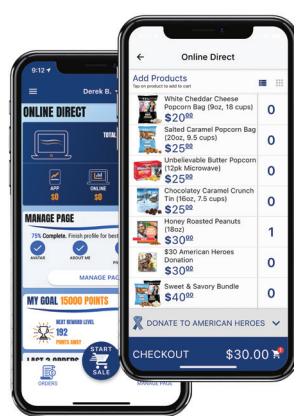 9:12
Derek B.
ONLINE DIRECT
TOTAL
APP
$0
ONLINE
$0
MANAGE PAGE
75% Complete. Finish profile for best
AVATAR
ABOUT ME
MANAGE PAG
MY GOAL 15000 POINTS
NEXT REWARD LEVEL
192
POINTS AWAY
START
SALE
LAST 3 ORDERS
ORDERS
MANAGE PAGE
Online Direct
Add Products
Tap on product to add to cart
White Cheddar Cheese
Popcorn Bag (9oz, 18 cups)
$20.00
0
Salted Caramel Popcorn Bag
(20oz, 9.5 cups)
$25.00
0
Unbelievable Butter Popcorn
(12pk Microwave)
$25.00
0
Chocolatey Caramel Crunch
Tin (16oz, 7.5 cups)
$25.00
0
Honey Roasted Peanuts
(18oz)
$30.00
1
$30 American Heroes
Donation
$30.00
0
Sweet & Savory Bundle
$40.00
0
DONATE TO AMERICAN HEROES
CHECKOUT
$30.00